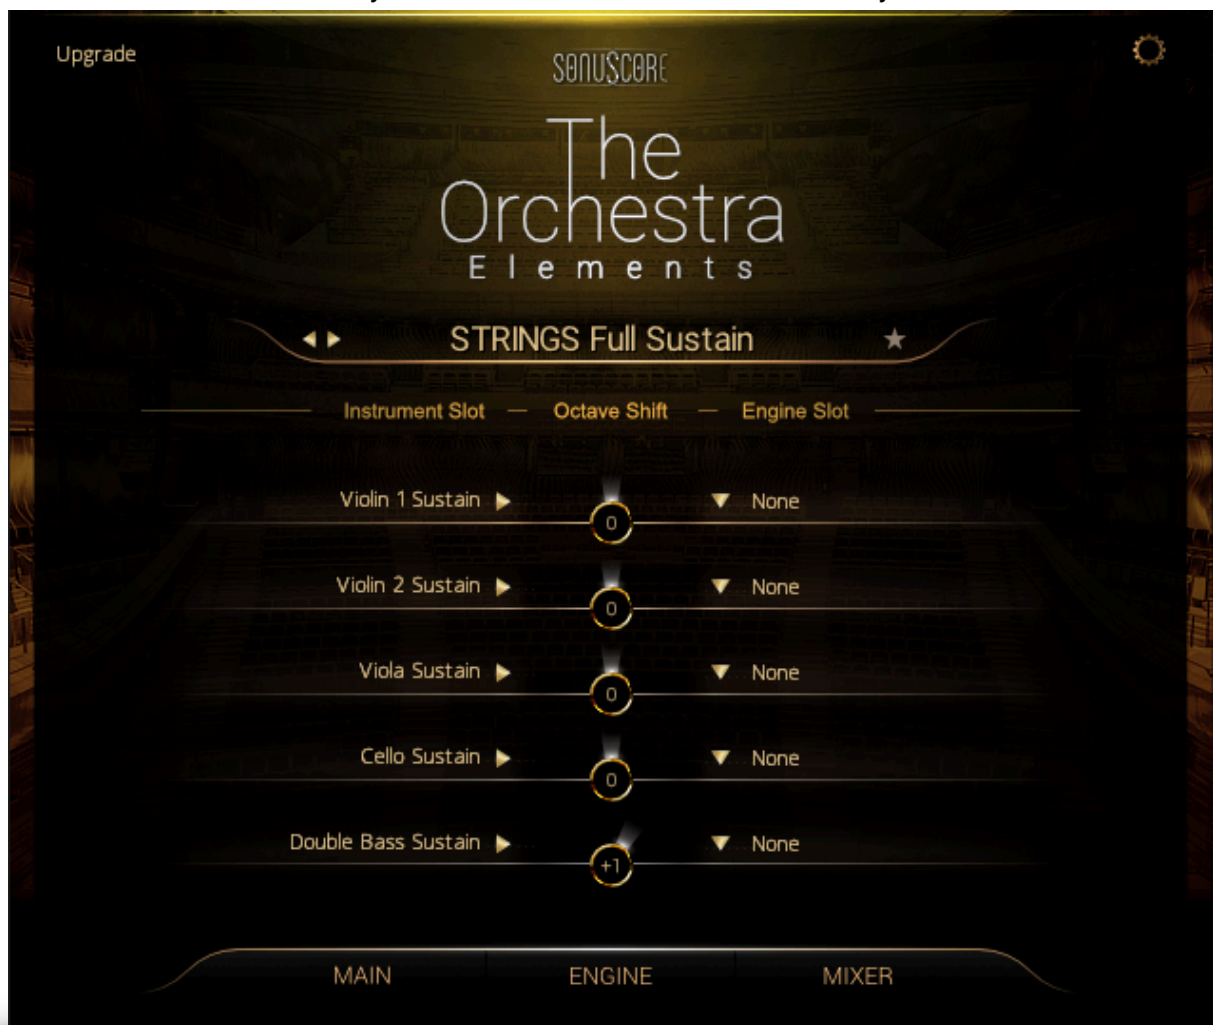 Upgrade
SONUSCORE
The
Orchestra
Elements
STRINGS Full Sustain
Instrument Slot — Octave Shift — Engine Slot
Violin 1 Sustain 0 None
Violin 2 Sustain 0 None
Viola Sustain 0 None
Cello Sustain 0 None
Double Bass Sustain +1 None
MAIN ENGINE MIXER